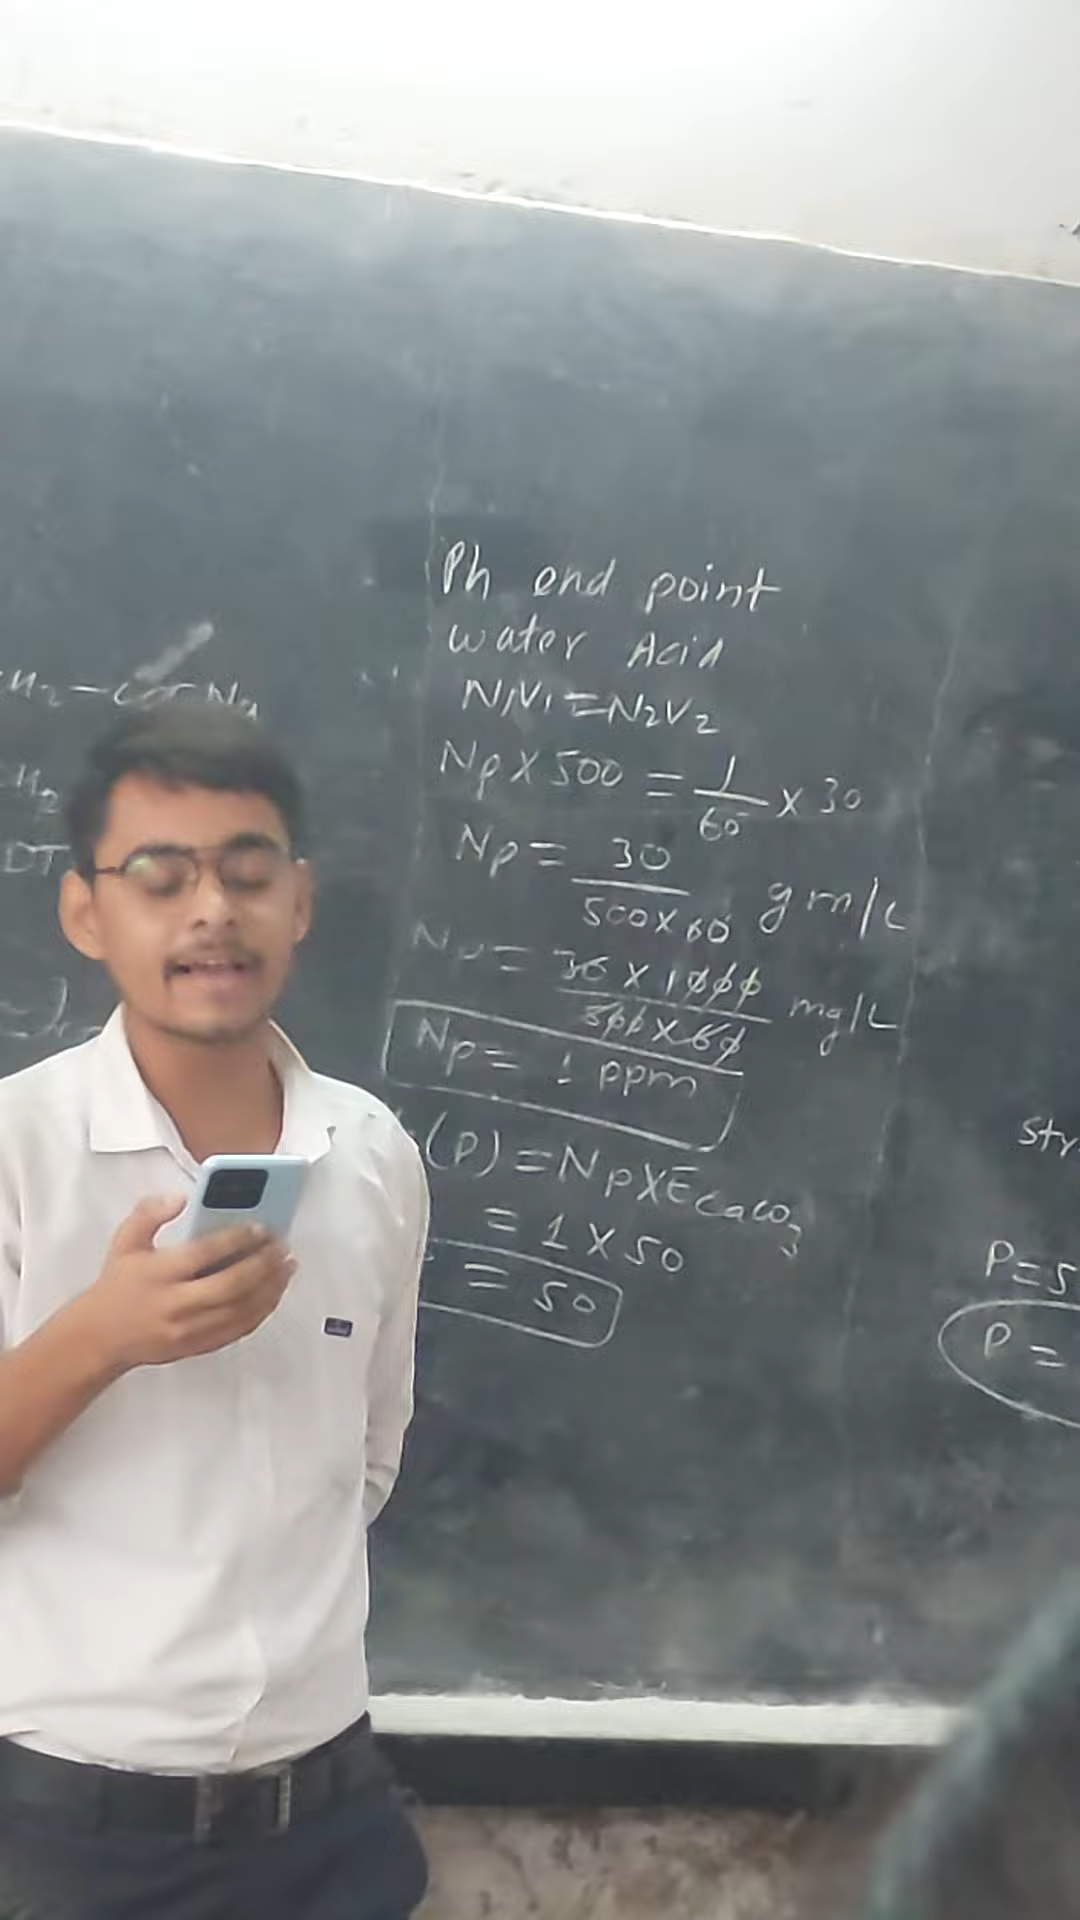 Ph end point
water Acid
N1V1 = N2V2
Np X 500 = 1/60 x 30
Np = 30/500x60 gm/L
Np = 30 X 1000/500 x 60 mg/L
Np = 1 ppm
(P) = Np X E CaCO3
= 1 X 50
= 50
P = 5
P =